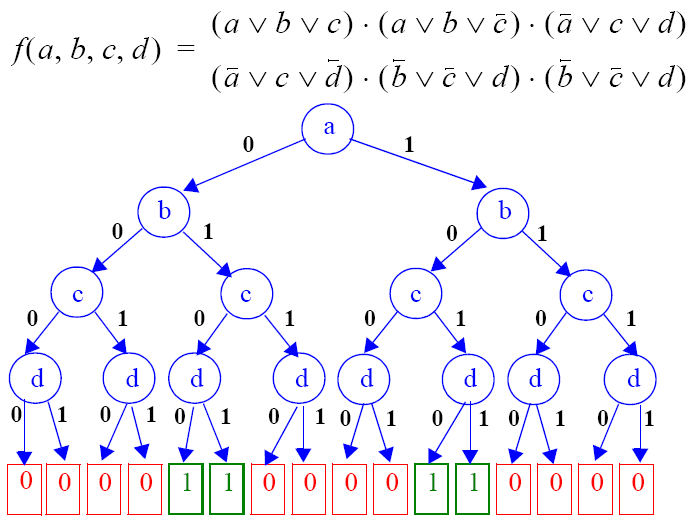 f(a, b, c, d) =
(a ∨ b ∨ c) · (a ∨ b ∨ c̄) · (ā ∨ c ∨ d)
(ā ∨ c ∨ d̄) · (b̄ ∨ c̄ ∨ d) · (b̄ ∨ c̄ ∨ d)
a
0 1
b b
0 1 0 1
c c c c
0 1 0 1 0 1 0 1
d d d d d d d d
0 1 0 1 0 1 0 1 0 1 0 1 0 1 0 1
0 0 0 0 1 1 0 0 0 0 1 1 0 0 0 0